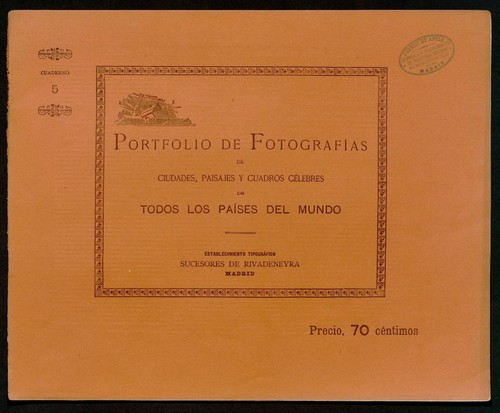 CUADERNO
5
PORTFOLIO DE FOTOGRAFÍAS
DE
CIUDADES, PAISAJES Y CUADROS CÉLEBRES
DE
TODOS LOS PAÍSES DEL MUNDO
ESTABLECIMIENTO TIPOGRÁFICO
SUCESORES DE RIVADENEYRA
MADRID
Precio, 70 céntimos
MADRID